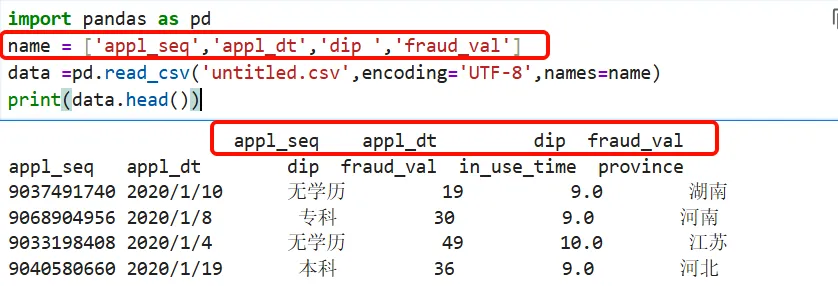 import pandas as pd
name = ['appl_seq','appl_dt','dip ','fraud_val']
data =pd.read_csv('untitled.csv',encoding='UTF-8',names=name)
print(data.head())
appl_seq appl_dt dip fraud_val
appl_seq appl_dt dip fraud_val in_use_time province
9037491740 2020/1/10 无学历 19 9.0 湖南
9068904956 2020/1/8 专科 30 9.0 河南
9033198408 2020/1/4 无学历 49 10.0 江苏
9040580660 2020/1/19 本科 36 9.0 河北